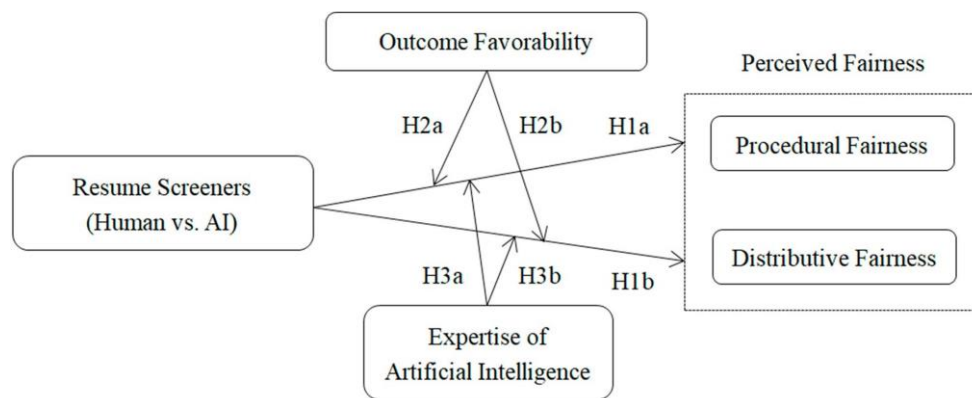 Outcome Favorability
Perceived Fairness
H2a
H2b
H1a
Procedural Fairness
Resume Screeners
(Human vs. AI)
Distributive Fairness
H3a
H3b
H1b
Expertise of
Artificial Intelligence